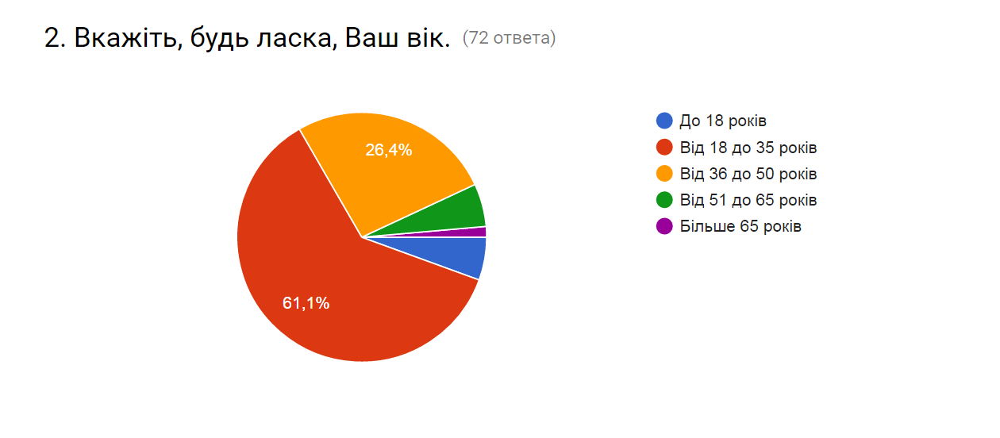 2. Вкажіть, будь ласка, Ваш вік. (72 ответа)
До 18 років
Від 18 до 35 років
Від 36 до 50 років
Від 51 до 65 років
Більше 65 років
26,4%
61,1%